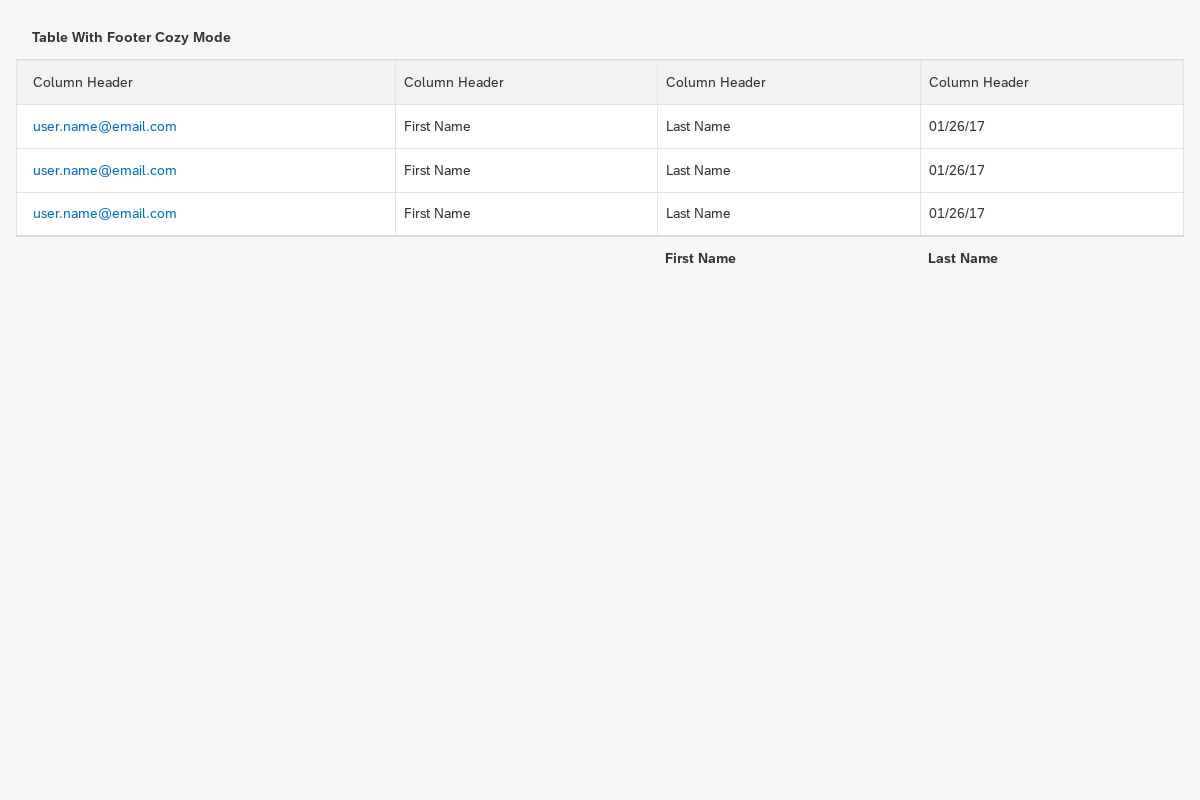 Table With Footer Cozy Mode
Column Header Column Header Column Header Column Header
user.name@email.com First Name Last Name 01/26/17
user.name@email.com First Name Last Name 01/26/17
user.name@email.com First Name Last Name 01/26/17
First Name Last Name